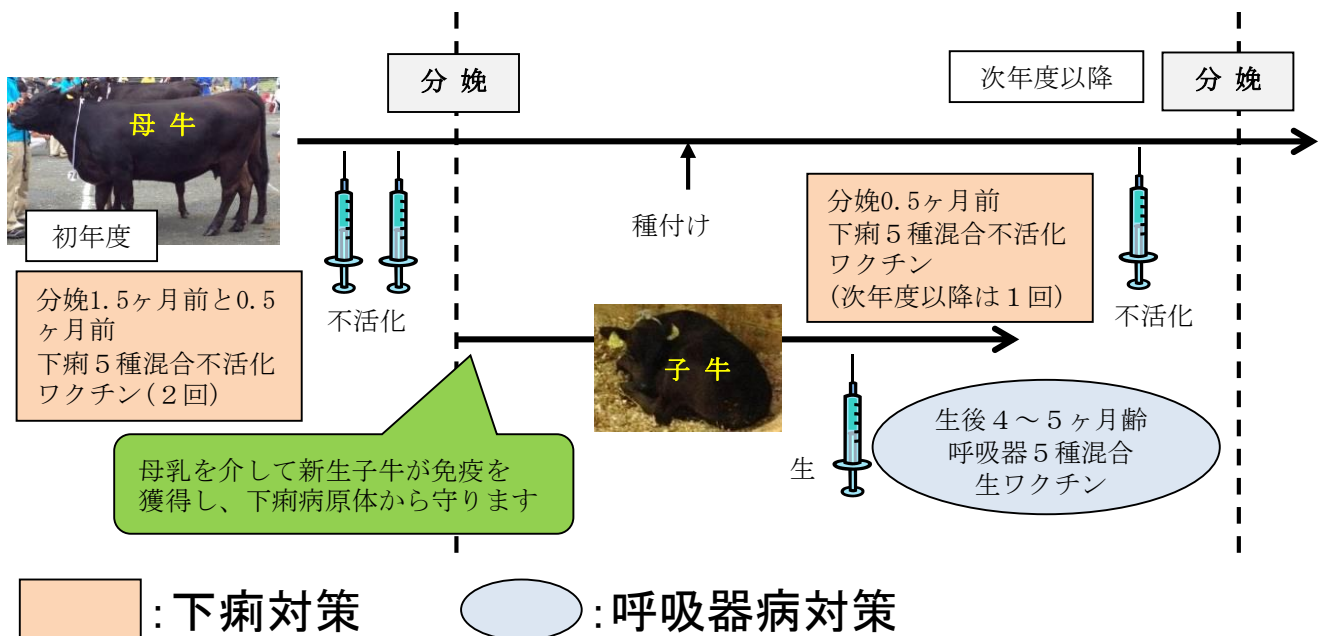 分 娩
次年度以降
分 娩
母 牛
初年度
種付け
分娩1.5ヶ月前と0.5
ヶ月前
下痢５種混合不活化
ワクチン(２回)
不活化
分娩0.5ヶ月前
下痢５種混合不活化
ワクチン
(次年度以降は１回)
不活化
子 牛
母乳を介して新生子牛が免疫を
獲得し、下痢病原体から守ります
生
生後４～５ヶ月齢
呼吸器５種混合
生ワクチン
:下痢対策
:呼吸器病対策